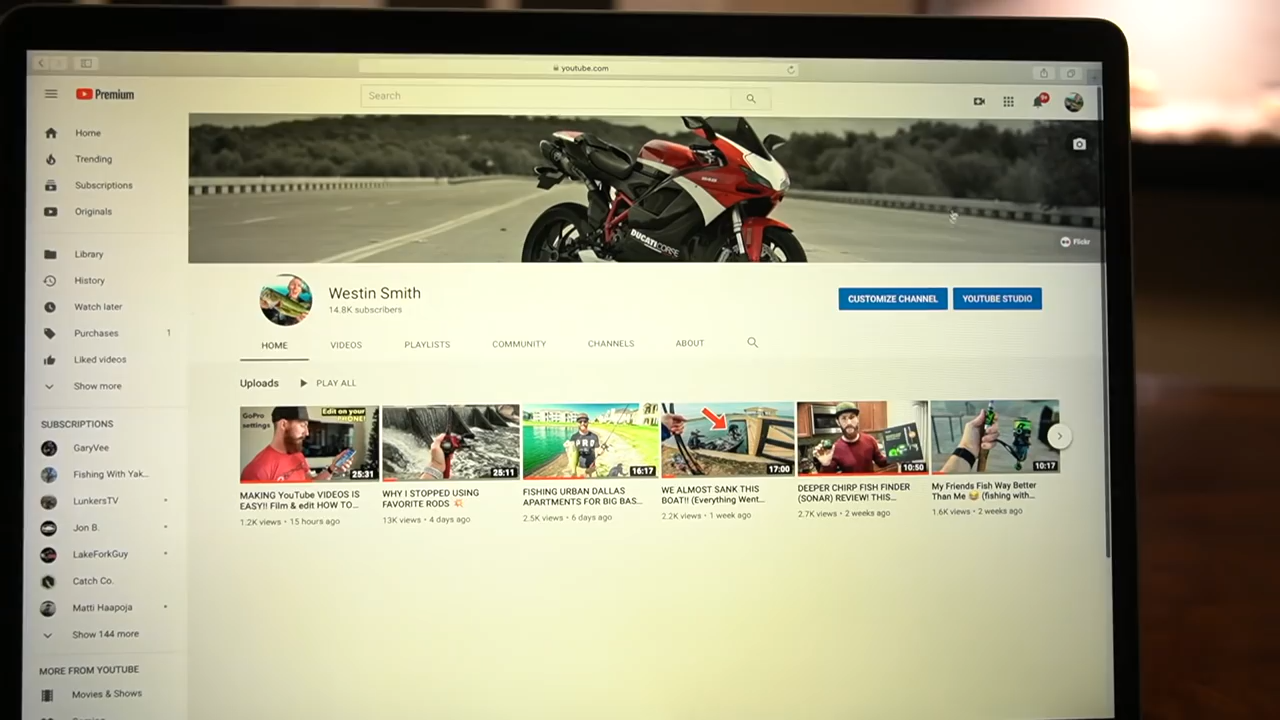 youtube.com
Premium
Search
9+
Home
Trending
Subscriptions
Originals
Library
History
Watch later
Purchases 1
Liked videos
Show more
SUBSCRIPTIONS
GaryVee
Fishing With Yak...
LunkersTV
Jon B.
LakeForkGuy
Catch Co.
Matti Haapoja
Show 144 more
MORE FROM YOUTUBE
Movies & Shows
DUCATICORSE
Flickr
Westin Smith
14.8K subscribers
CUSTOMIZE CHANNEL
YOUTUBE STUDIO
HOME VIDEOS PLAYLISTS COMMUNITY CHANNELS ABOUT
Uploads PLAY ALL
GoPro
settings
Edit on your
PHONE!
25:31
MAKING YouTube VIDEOS IS
EASY!! Film & edit HOW TO...
1.2K views • 15 hours ago
25:11
WHY I STOPPED USING
FAVORITE RODS 💥
13K views • 4 days ago
16:17
FISHING URBAN DALLAS
APARTMENTS FOR BIG BAS...
2.5K views • 6 days ago
17:00
WE ALMOST SANK THIS
BOAT!! (Everything Went...
2.2K views • 1 week ago
10:50
DEEPER CHIRP FISH FINDER
(SONAR) REVIEW! THIS...
2.7K views • 2 weeks ago
10:17
My Friends Fish Way Better
Than Me 😂 (fishing with...
1.6K views • 2 weeks ago